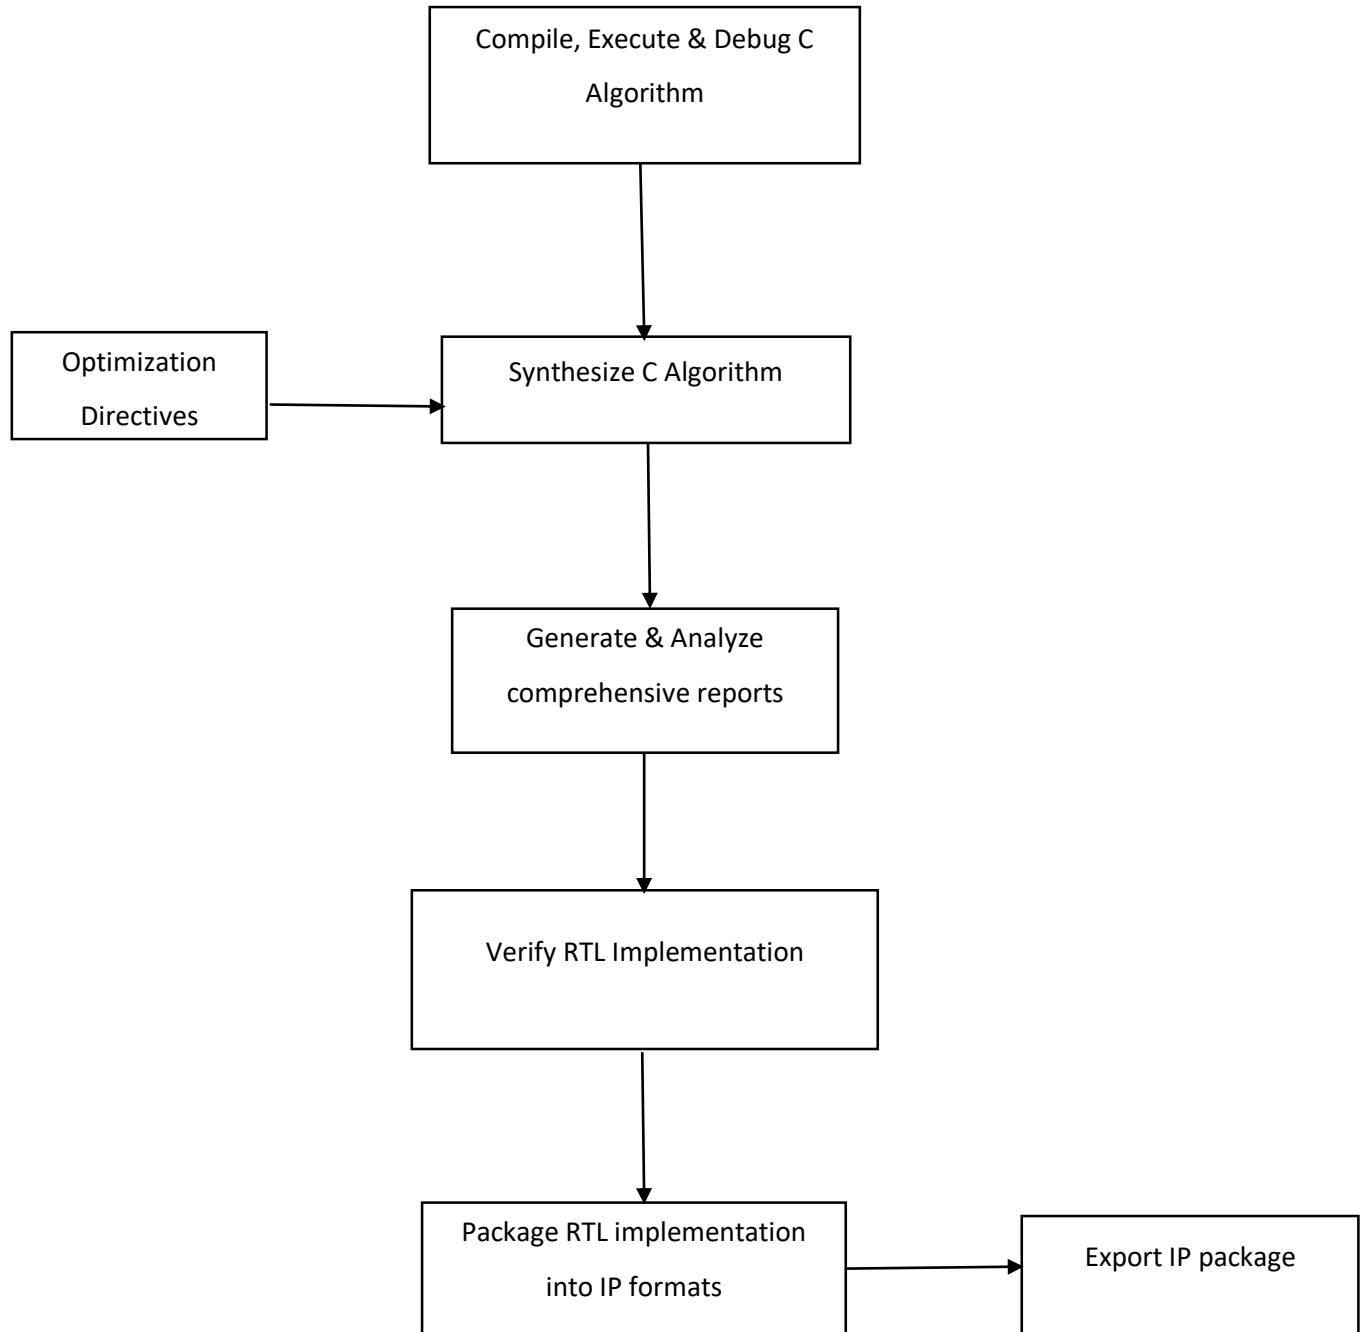 Compile, Execute & Debug C
Algorithm
Optimization
Directives
Synthesize C Algorithm
Generate & Analyze
comprehensive reports
Verify RTL Implementation
Package RTL implementation
into IP formats
Export IP package